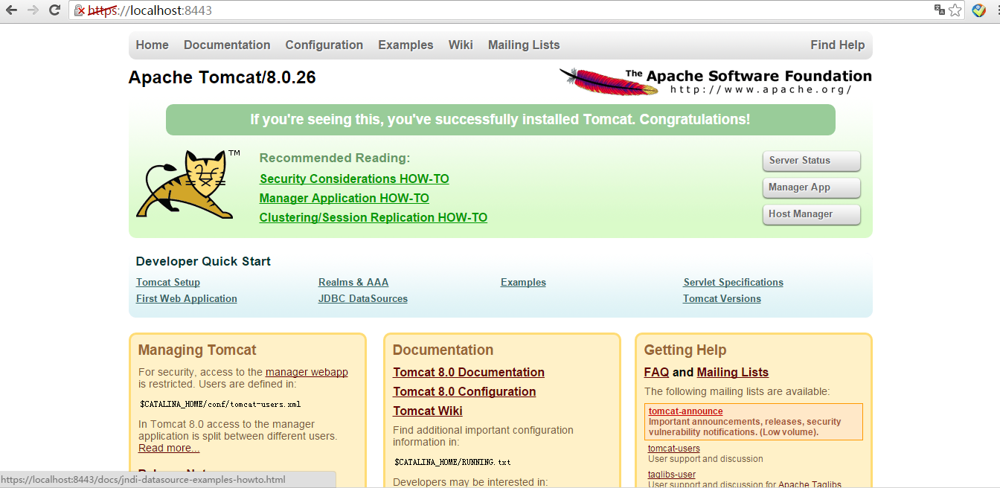 https://localhost:8443
Home Documentation Configuration Examples Wiki Mailing Lists Find Help
Apache Tomcat/8.0.26
The Apache Software Foundation
http://www.apache.org/
If you're seeing this, you've successfully installed Tomcat. Congratulations!
TM
Recommended Reading:
Security Considerations HOW-TO
Manager Application HOW-TO
Clustering/Session Replication HOW-TO
Server Status
Manager App
Host Manager
Developer Quick Start
Tomcat Setup
First Web Application
Realms & AAA
JDBC DataSources
Examples
Servlet Specifications
Tomcat Versions
Managing Tomcat
For security, access to the manager webapp
is restricted. Users are defined in:
$CATALINA_HOME/conf/tomcat-users.xml
In Tomcat 8.0 access to the manager
application is split between different users.
Read more...
Documentation
Tomcat 8.0 Documentation
Tomcat 8.0 Configuration
Tomcat Wiki
Find additional important configuration
information in:
$CATALINA_HOME/RUNNING.txt
Developers may be interested in:
Getting Help
FAQ and Mailing Lists
The following mailing lists are available:
tomcat-announce
Important announcements, releases, security
vulnerability notifications. (Low volume).
tomcat-users
User support and discussion
taglibs-user
User support and discussion for Apache Taglibs
https://localhost:8443/docs/jndi-datasource-examples-howto.html